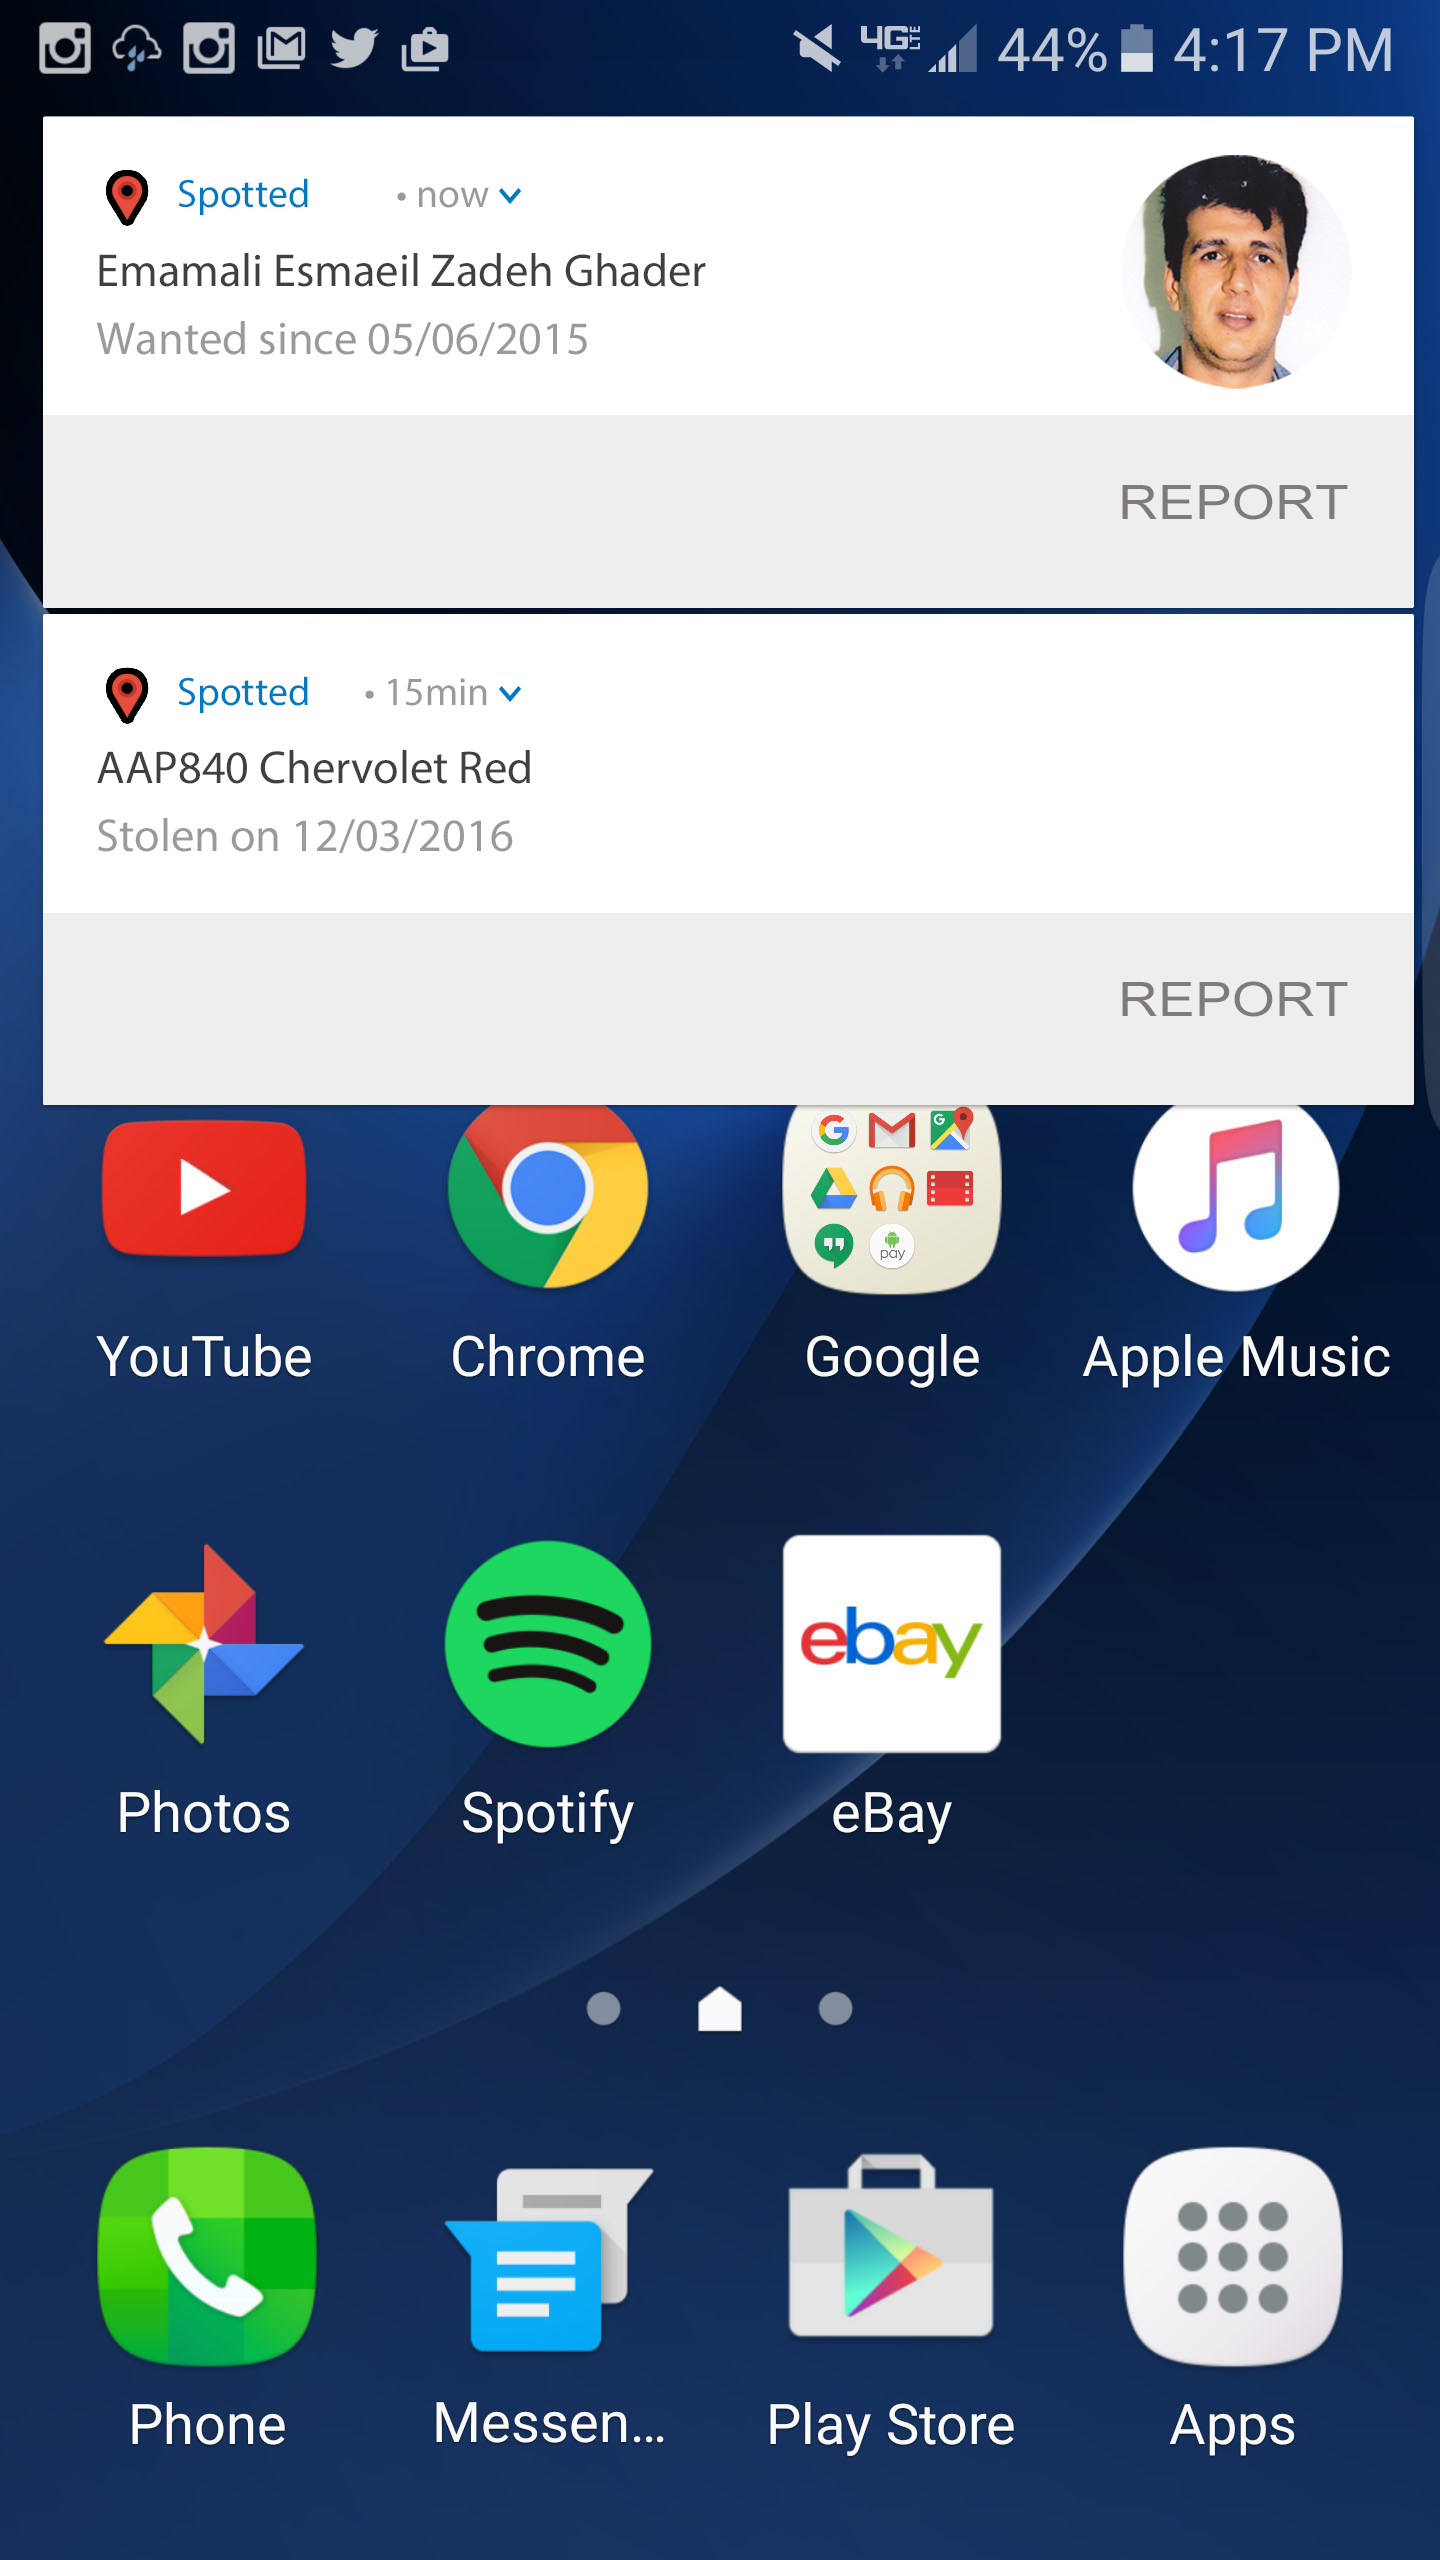 44% 4:17 PM
4G LTE
Spotted • now
Emamali Esmaeil Zadeh Ghader
Wanted since 05/06/2015
REPORT
Spotted • 15min
AAP840 Chervolet Red
Stolen on 12/03/2016
REPORT
G
G
pay
YouTube
Chrome
Google
Apple Music
ebay
Photos
Spotify
eBay
Phone
Messen...
Play Store
Apps